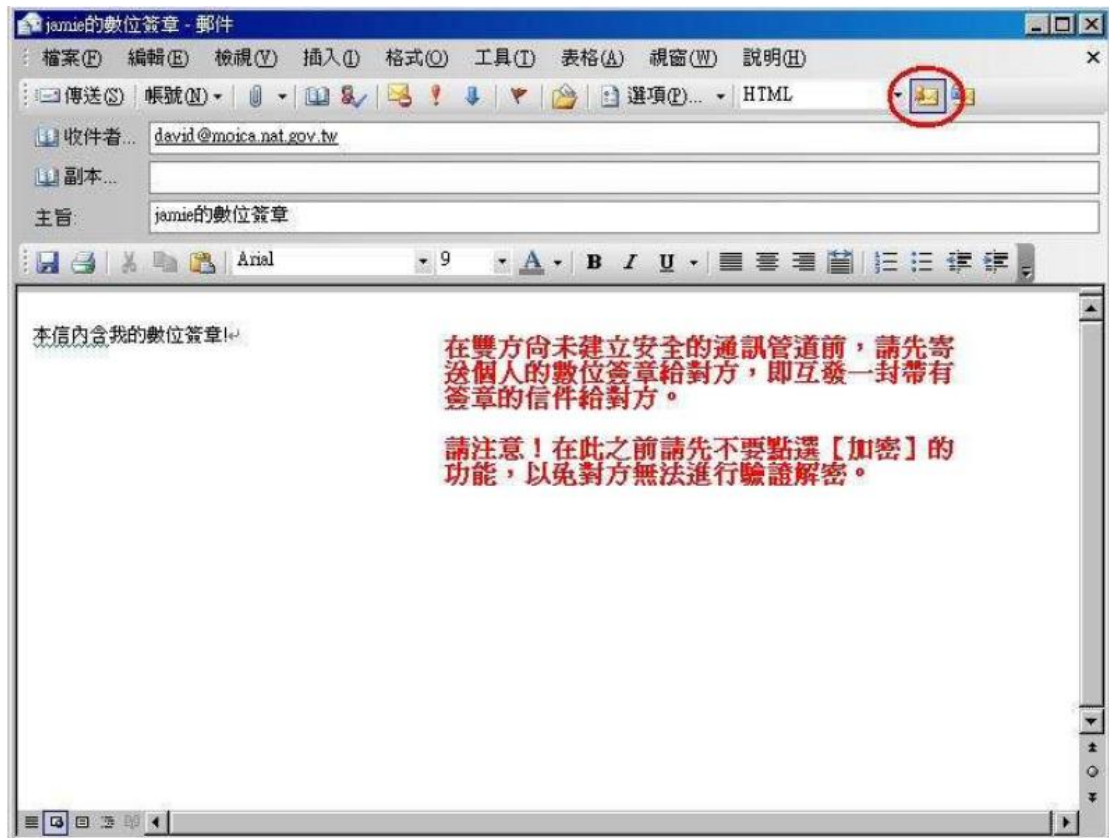 jamie的數位簽章 - 郵件
檔案(F) 編輯(E) 檢視(V) 插入(I) 格式(O) 工具(T) 表格(A) 視窗(W) 說明(H)
傳送(S) 帳號(N) 選項(P)... HTML
收件者... david@moica.nat.gov.tw
副本...
主旨: jamie的數位簽章
Arial 9 A B I U
本信內含我的數位簽章!
在雙方尚未建立安全的通訊管道前，請先寄
送個人的數位簽章給對方，即互發一封帶有
簽章的信件給對方。
請注意！在此之前請先不要點選［加密］的
功能，以免對方無法進行驗證解密。